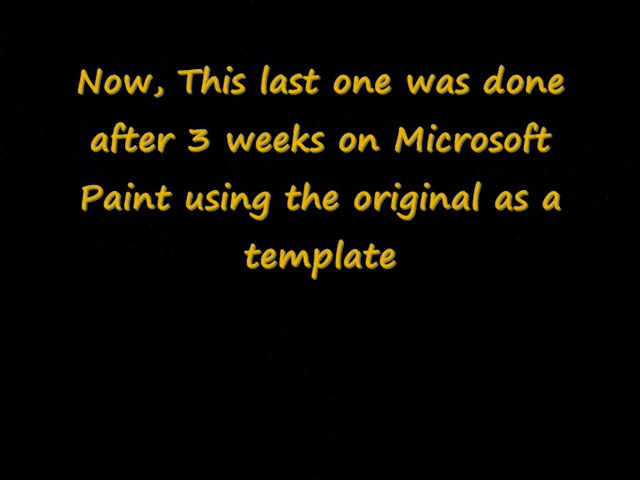 Now, This last one was done
after 3 weeks on Microsoft
Paint using the original as a
template